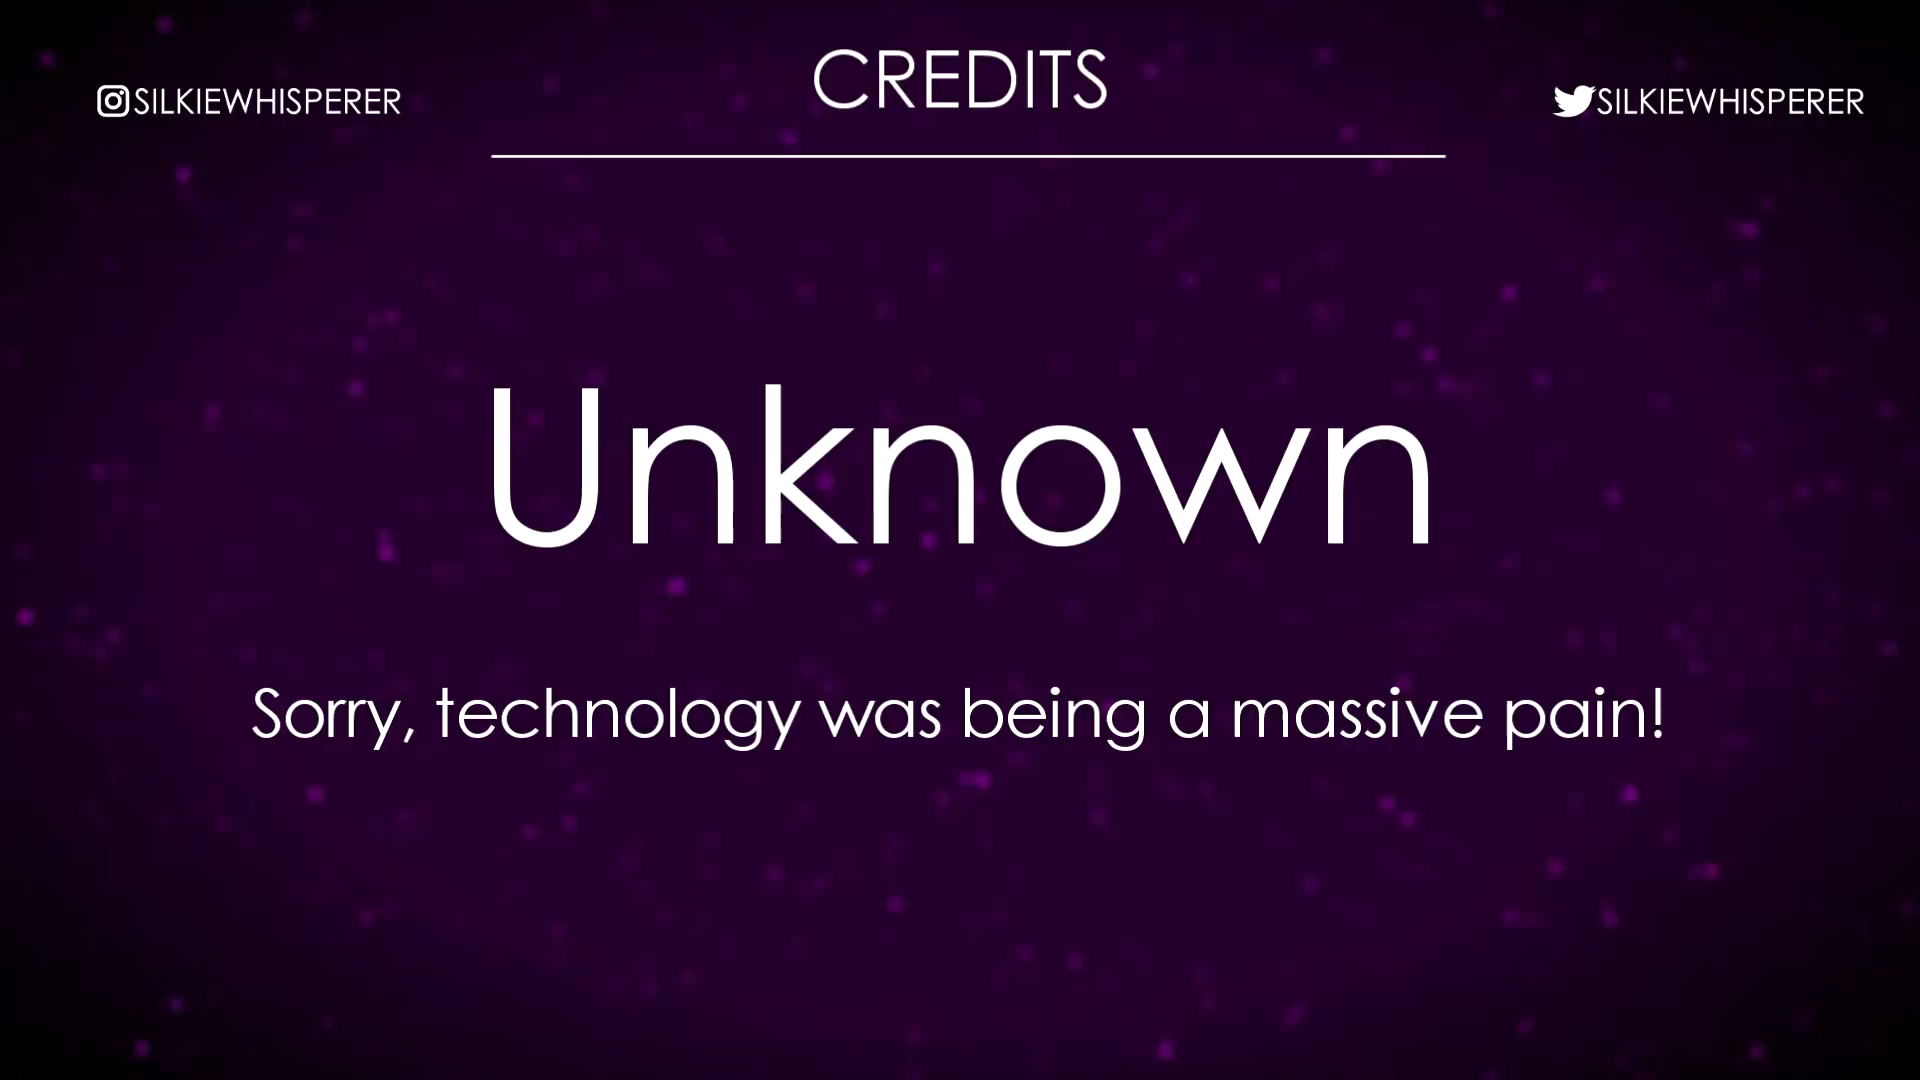 CREDITS
SILKIEWHISPERER
SILKIEWHISPERER
Unknown
Sorry, technology was being a massive pain!